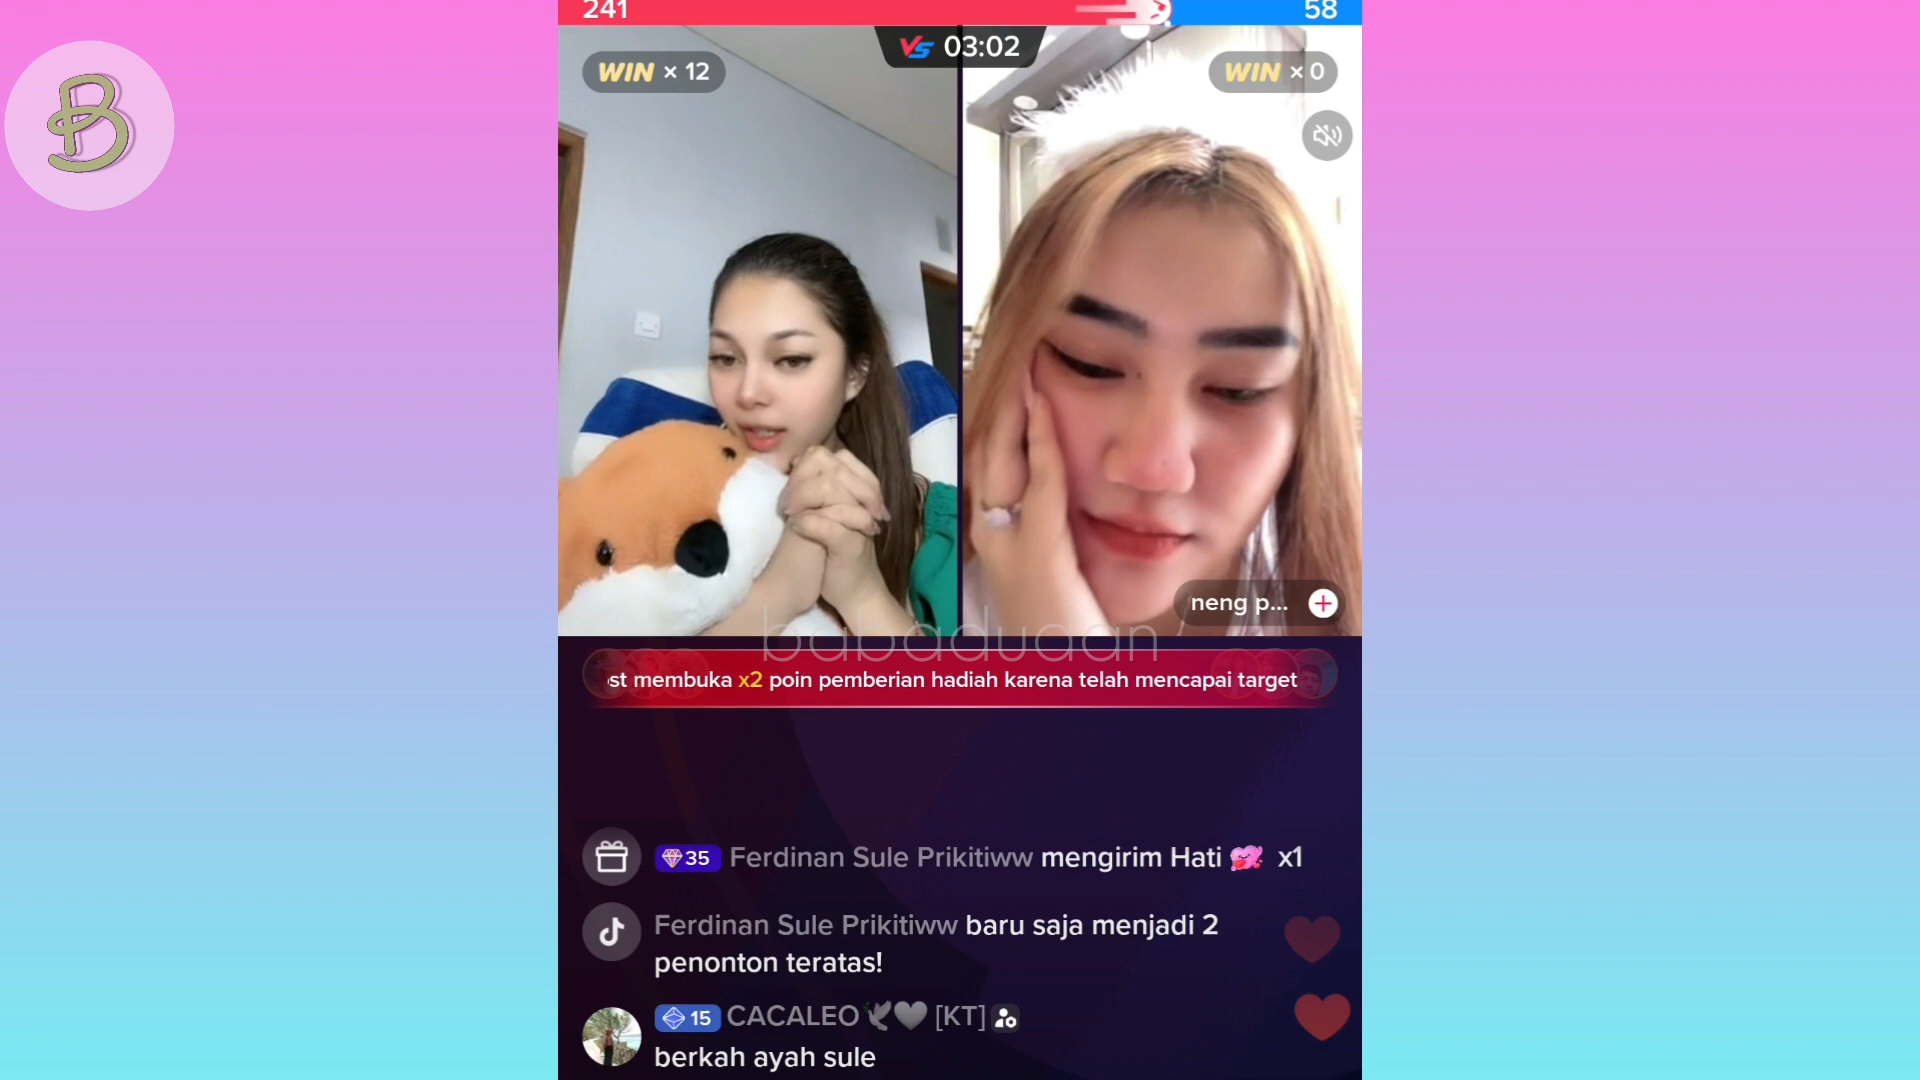 241
58
VS 03:02
WIN × 12
WIN × 0
B
neng p...
babadudan
st membuka x2 poin pemberian hadiah karena telah mencapai target
35 Ferdinan Sule Prikitiww mengirim Hati x1
Ferdinan Sule Prikitiww baru saja menjadi 2
penonton teratas!
15 CACALEO [KT]
berkah ayah sule